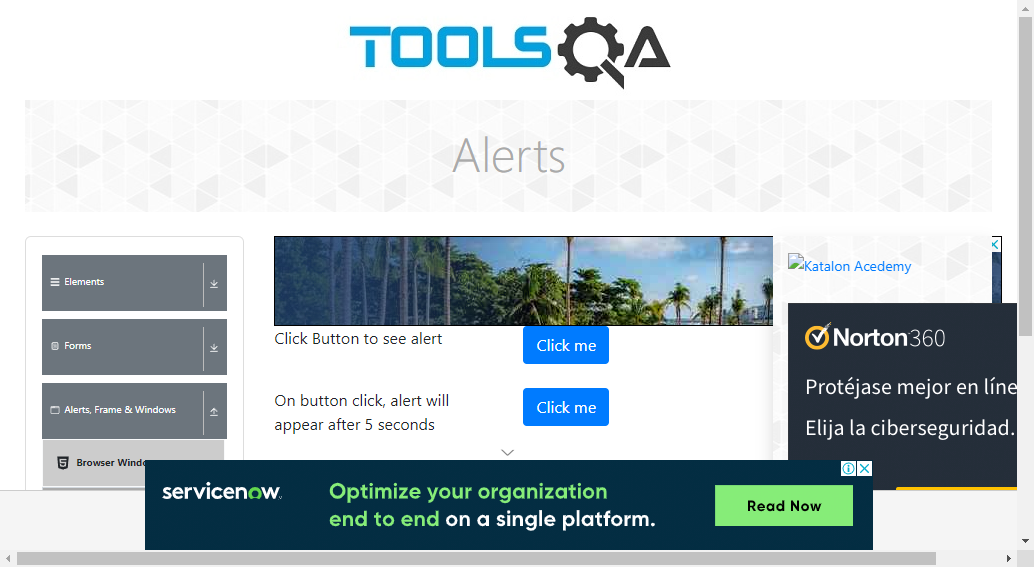 TOOLSQA
Alerts
Elements
Forms
Alerts, Frame & Windows
Browser Windo
Click Button to see alert
Click me
On button click, alert will
appear after 5 seconds
Click me
Katalon Acedemy
Norton360
Protéjase mejor en líne
Elija la ciberseguridad.
servicenow
Optimize your organization
end to end on a single platform.
Read Now